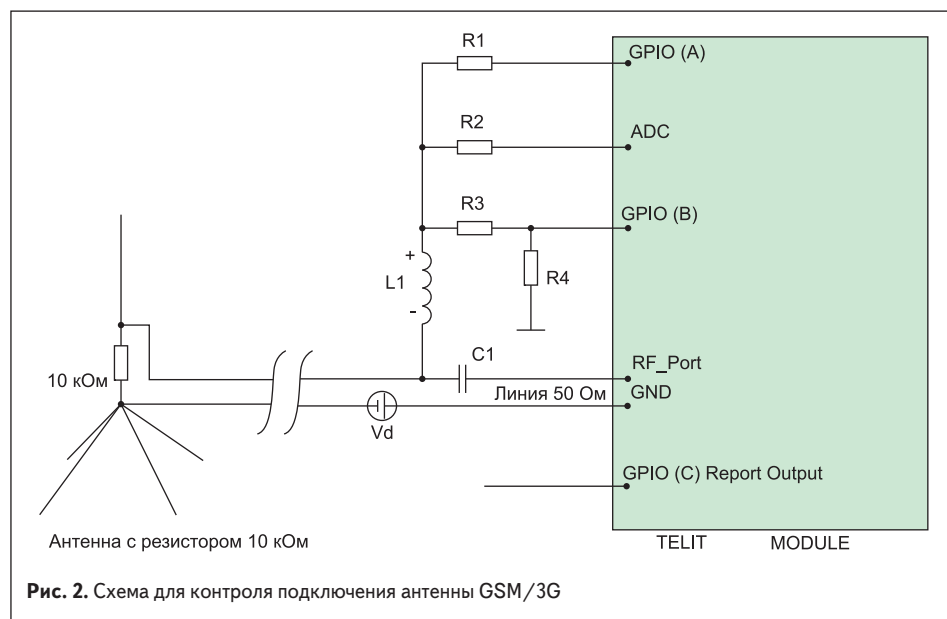 R1
GPIO (A)
R2
ADC
R3
GPIO (B)
+
L1
-
R4
C1
RF_Port
10 кОм
Линия 50 Ом
GND
Vd
GPIO (C) Report Output
Антенна с резистором 10 кОм
TELIT MODULE
Рис. 2. Схема для контроля подключения антенны GSM/3G